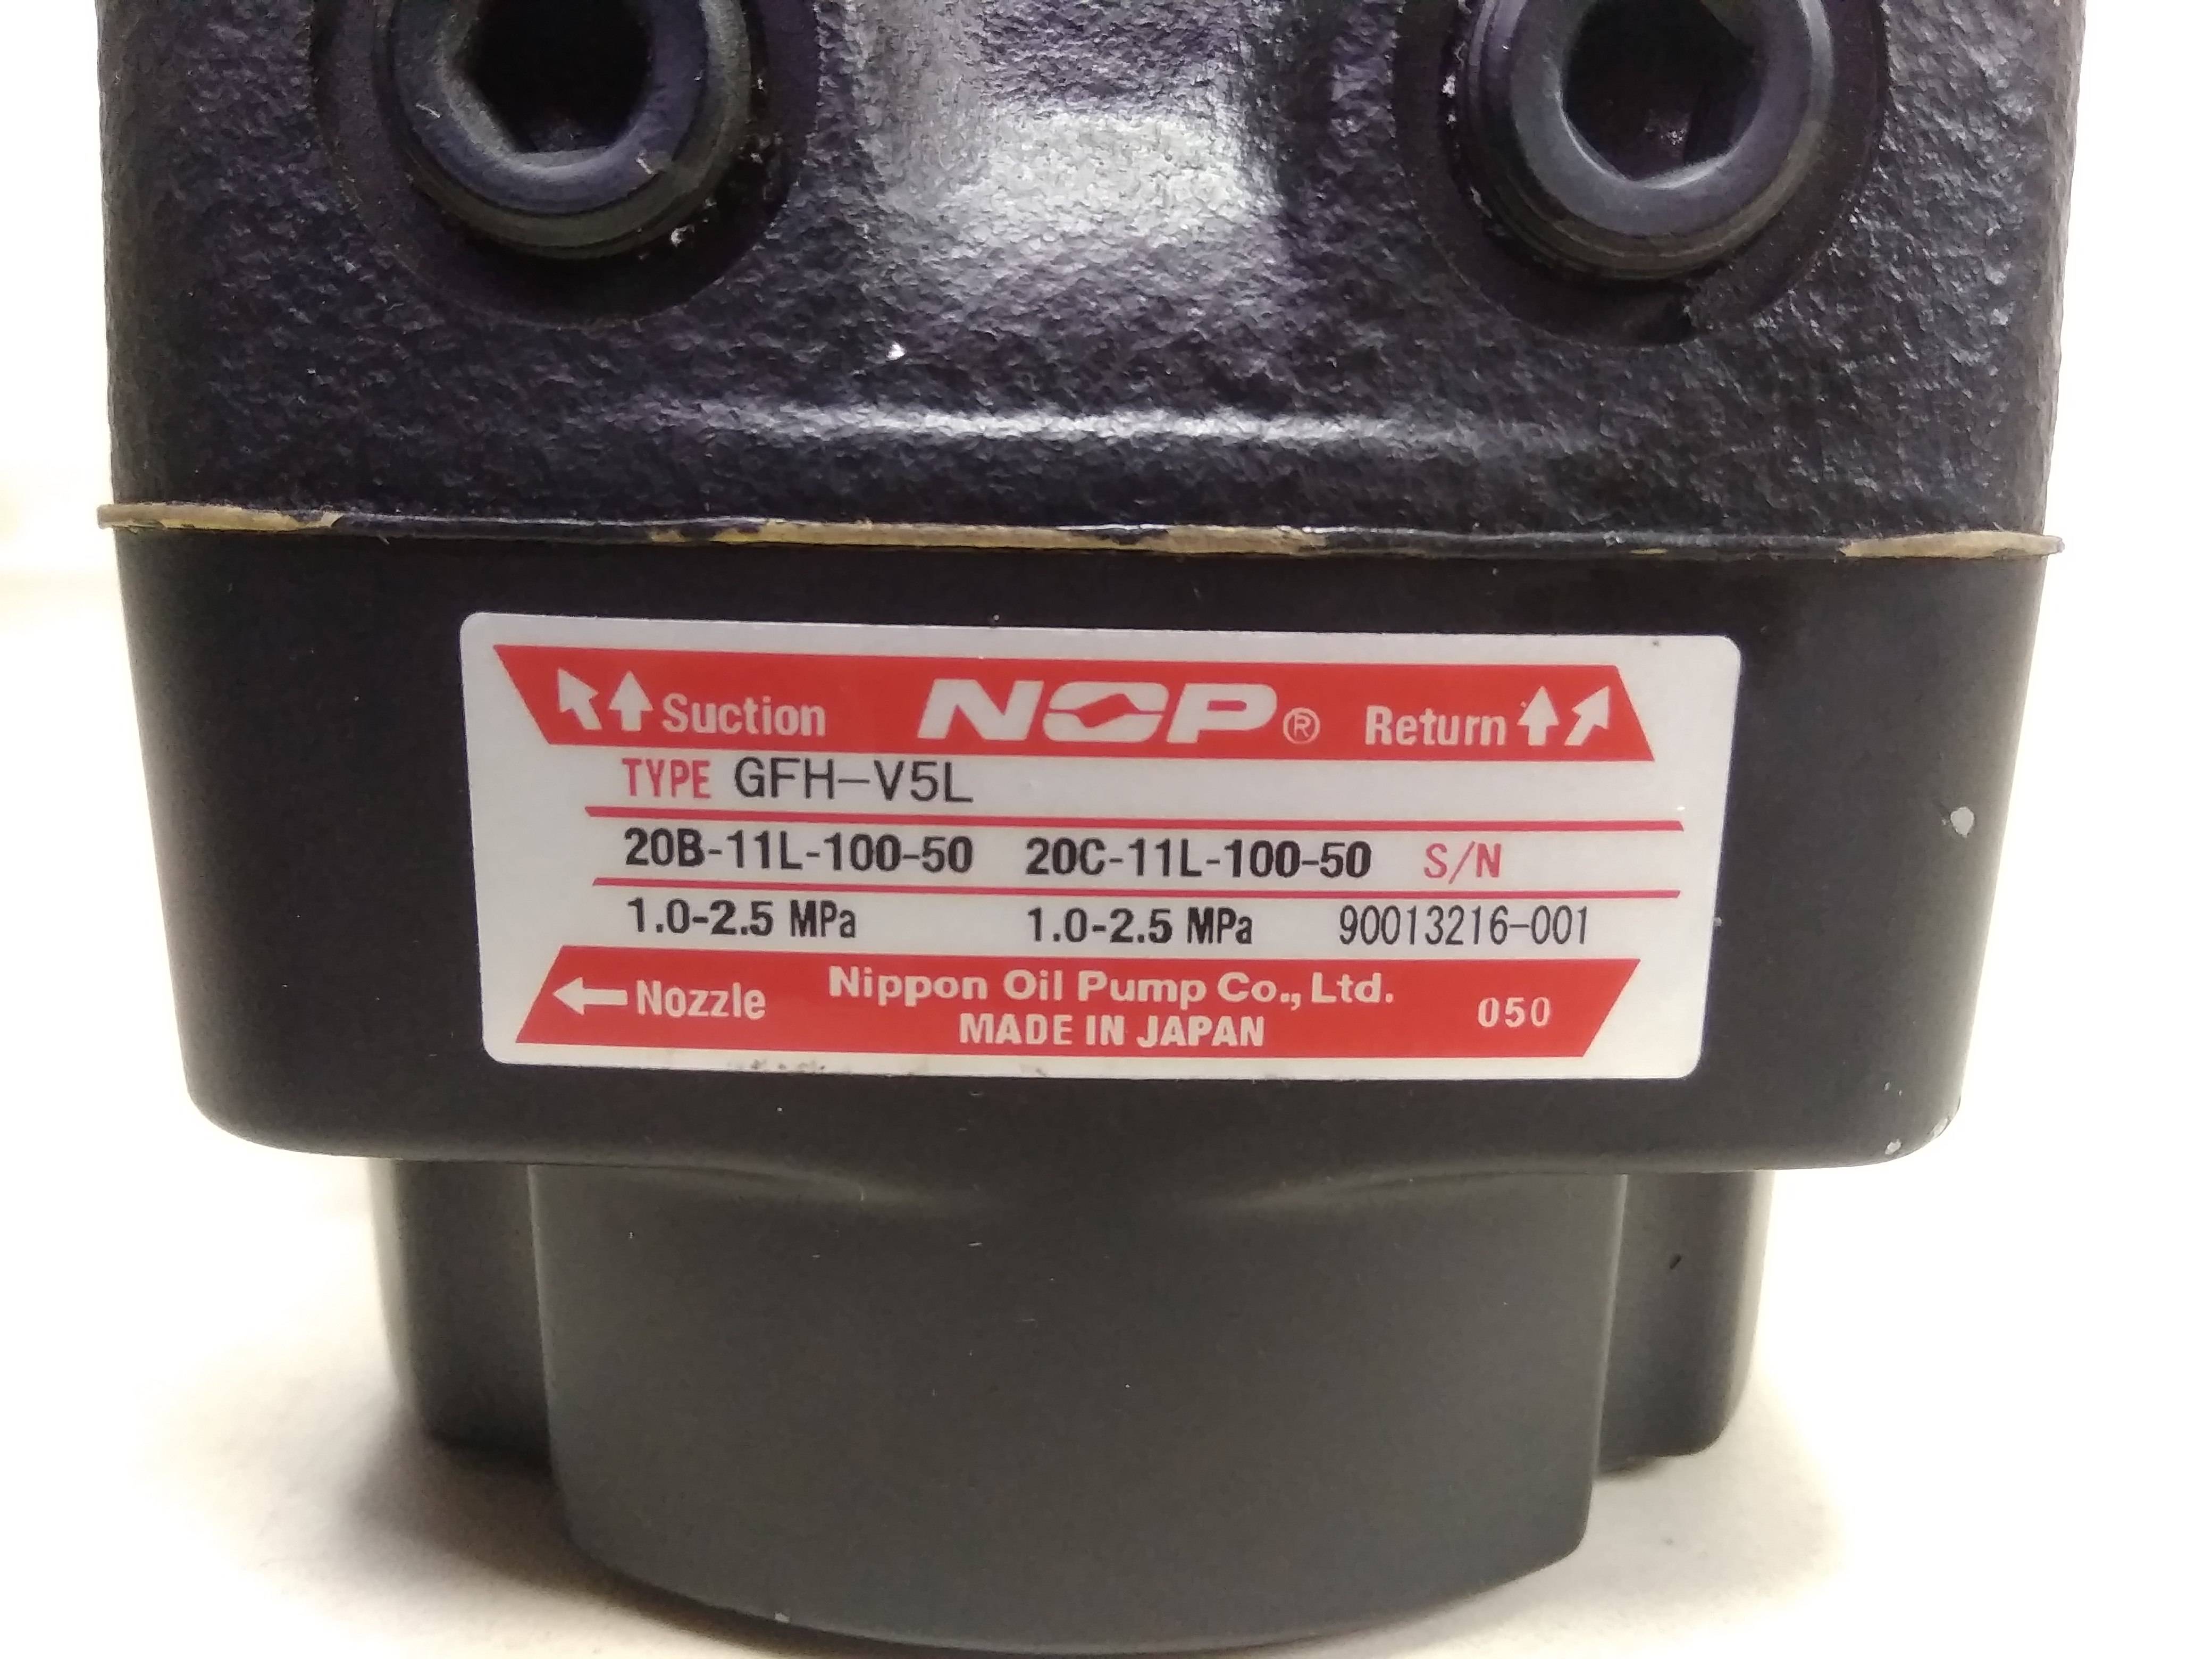 Suction NOP® Return
TYPE GFH-V5L
20B-11L-100-50 20C-11L-100-50 S/N
1.0-2.5 MPa 1.0-2.5 MPa 90013216-001
Nozzle Nippon Oil Pump Co., Ltd. 050
MADE IN JAPAN